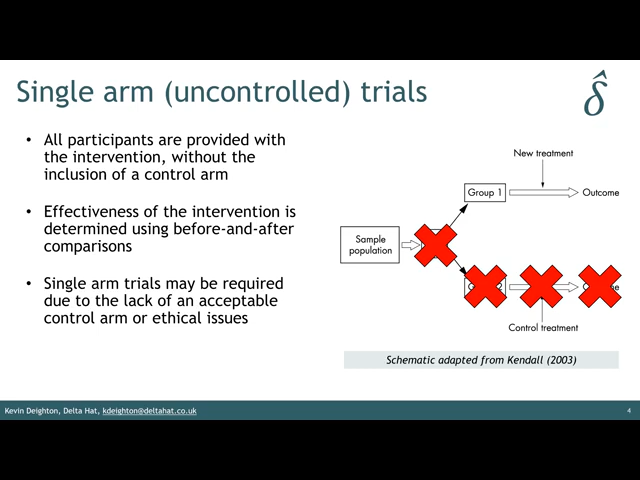 Single arm (uncontrolled) trials
δ̂
• All participants are provided with
the intervention, without the
inclusion of a control arm
• Effectiveness of the intervention is
determined using before-and-after
comparisons
• Single arm trials may be required
due to the lack of an acceptable
control arm or ethical issues
New treatment
Group 1
Outcome
Sample
population
Control treatment
Schematic adapted from Kendall (2003)
Kevin Deighton, Delta Hat, kdeighton@deltahat.co.uk
4